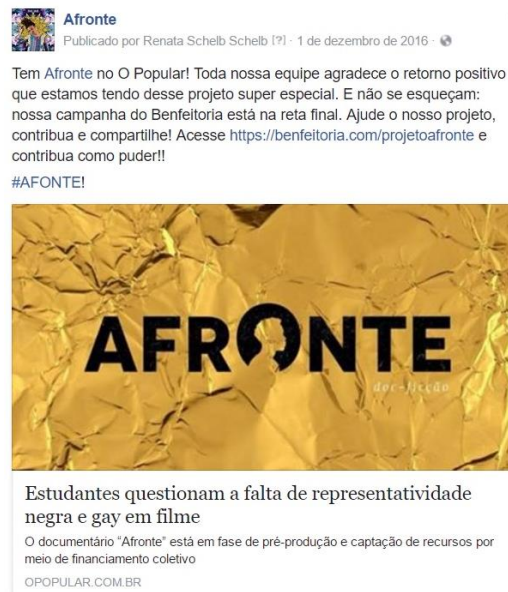 Afronte
Publicado por Renata Schelb Schelb [?] · 1 de dezembro de 2016 ·
Tem Afronte no O Popular! Toda nossa equipe agradece o retorno positivo
que estamos tendo desse projeto super especial. E não se esqueçam:
nossa campanha do Benfeitoria está na reta final. Ajude o nosso projeto,
contribua e compartilhe! Acesse https://benfeitoria.com/projetoafronte e
contribua como puder!!
#AFONTE!
AFRONTE
doc-ficção
Estudantes questionam a falta de representatividade
negra e gay em filme
O documentário “Afronte” está em fase de pré-produção e captação de recursos por
meio de financiamento coletivo
OPOPULAR.COM.BR